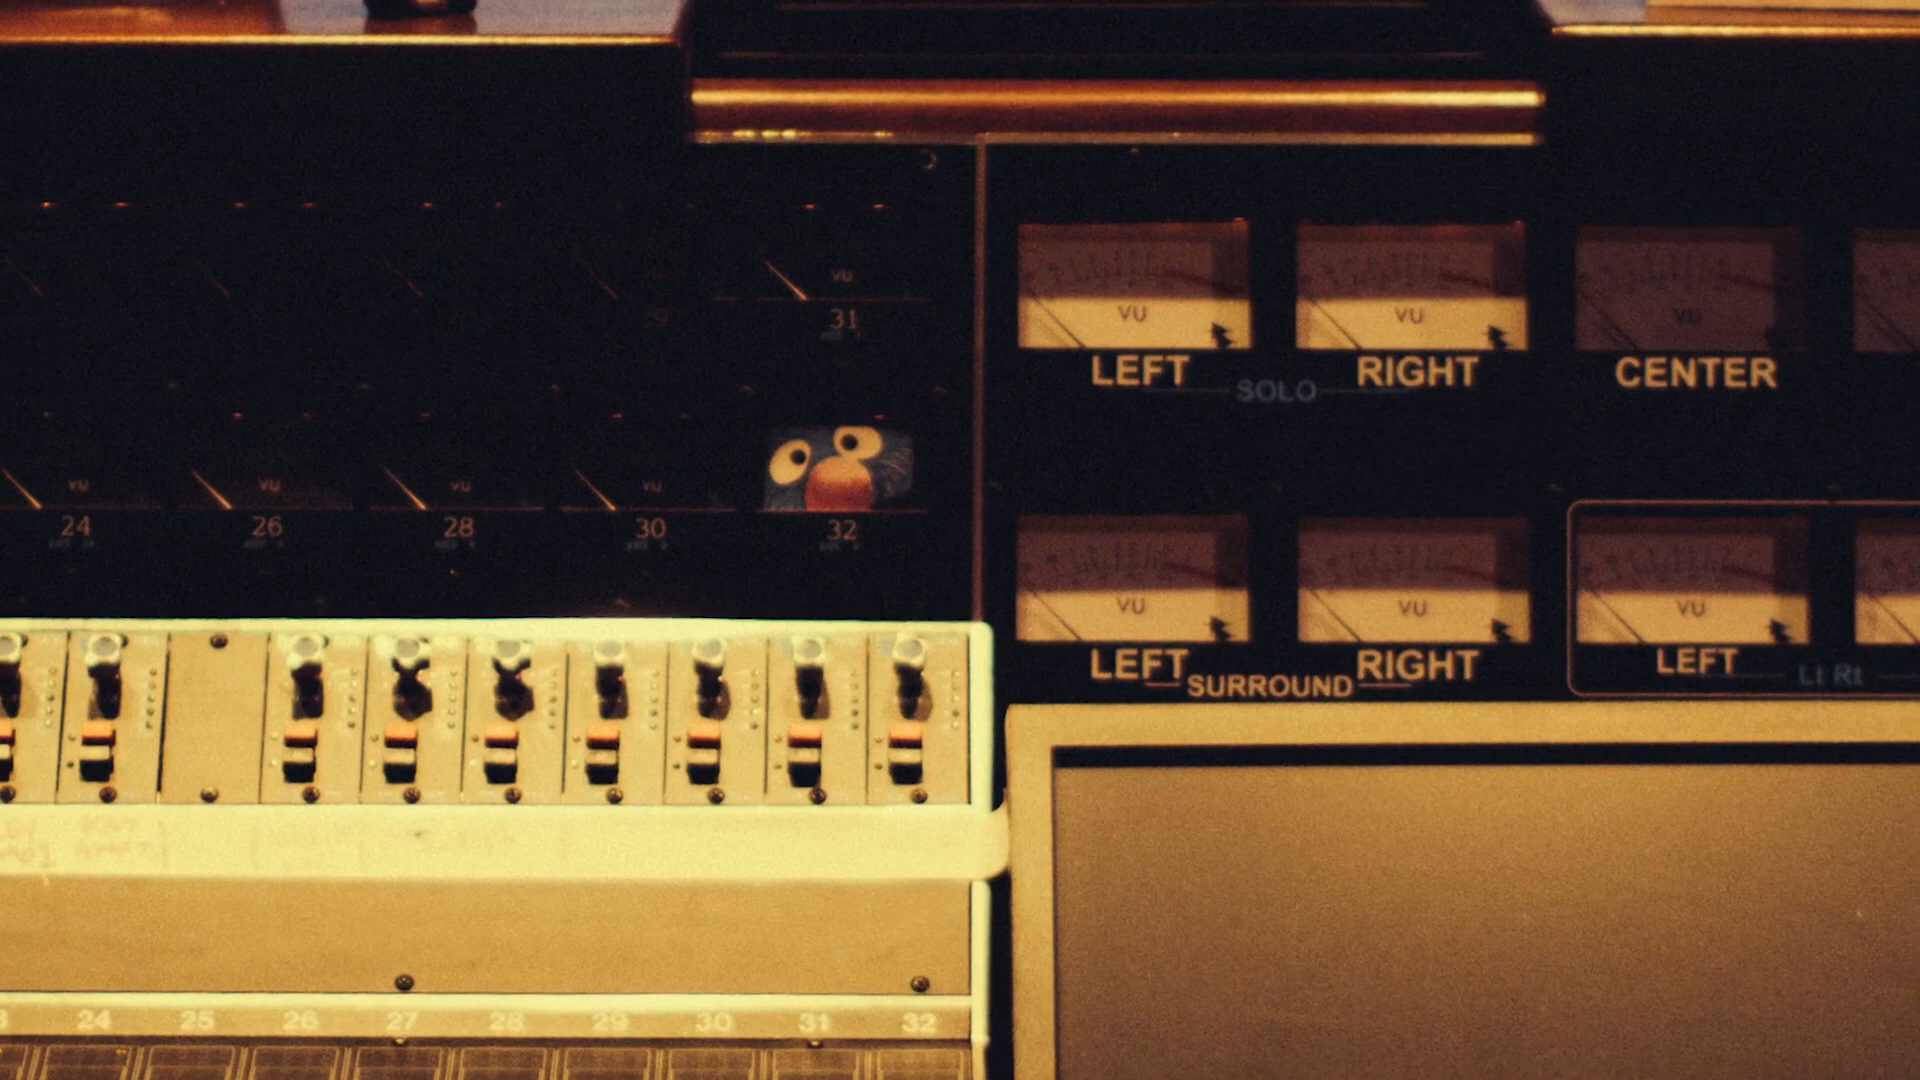 VU
31
VU VU VU
LEFT RIGHT CENTER
SOLO
VU VU VU VU
24 26 28 30 32
VU VU VU
LEFT RIGHT LEFT
SURROUND Lt Rt
24 25 26 27 28 29 30 31 32